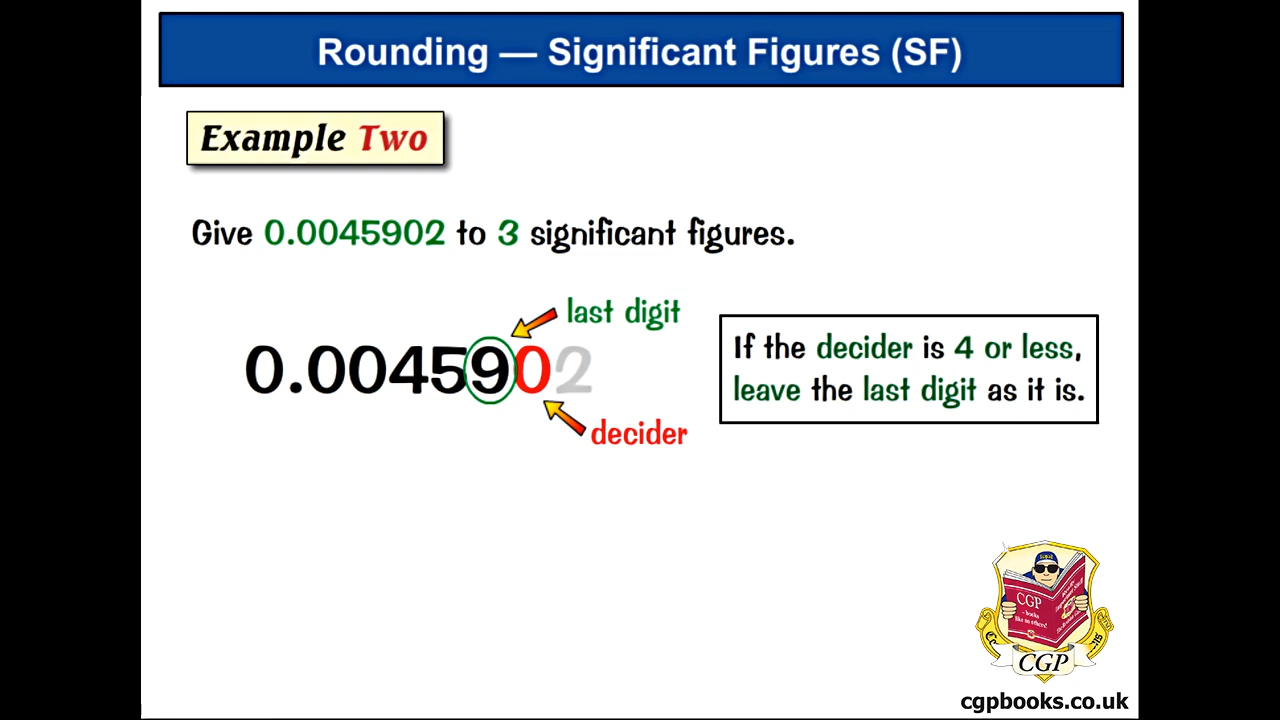 Rounding — Significant Figures (SF)
Example Two
Give 0.0045902 to 3 significant figures.
last digit
0.0045902
decider
If the decider is 4 or less,
leave the last digit as it is.
CGP
CGP
cgpbooks.co.uk